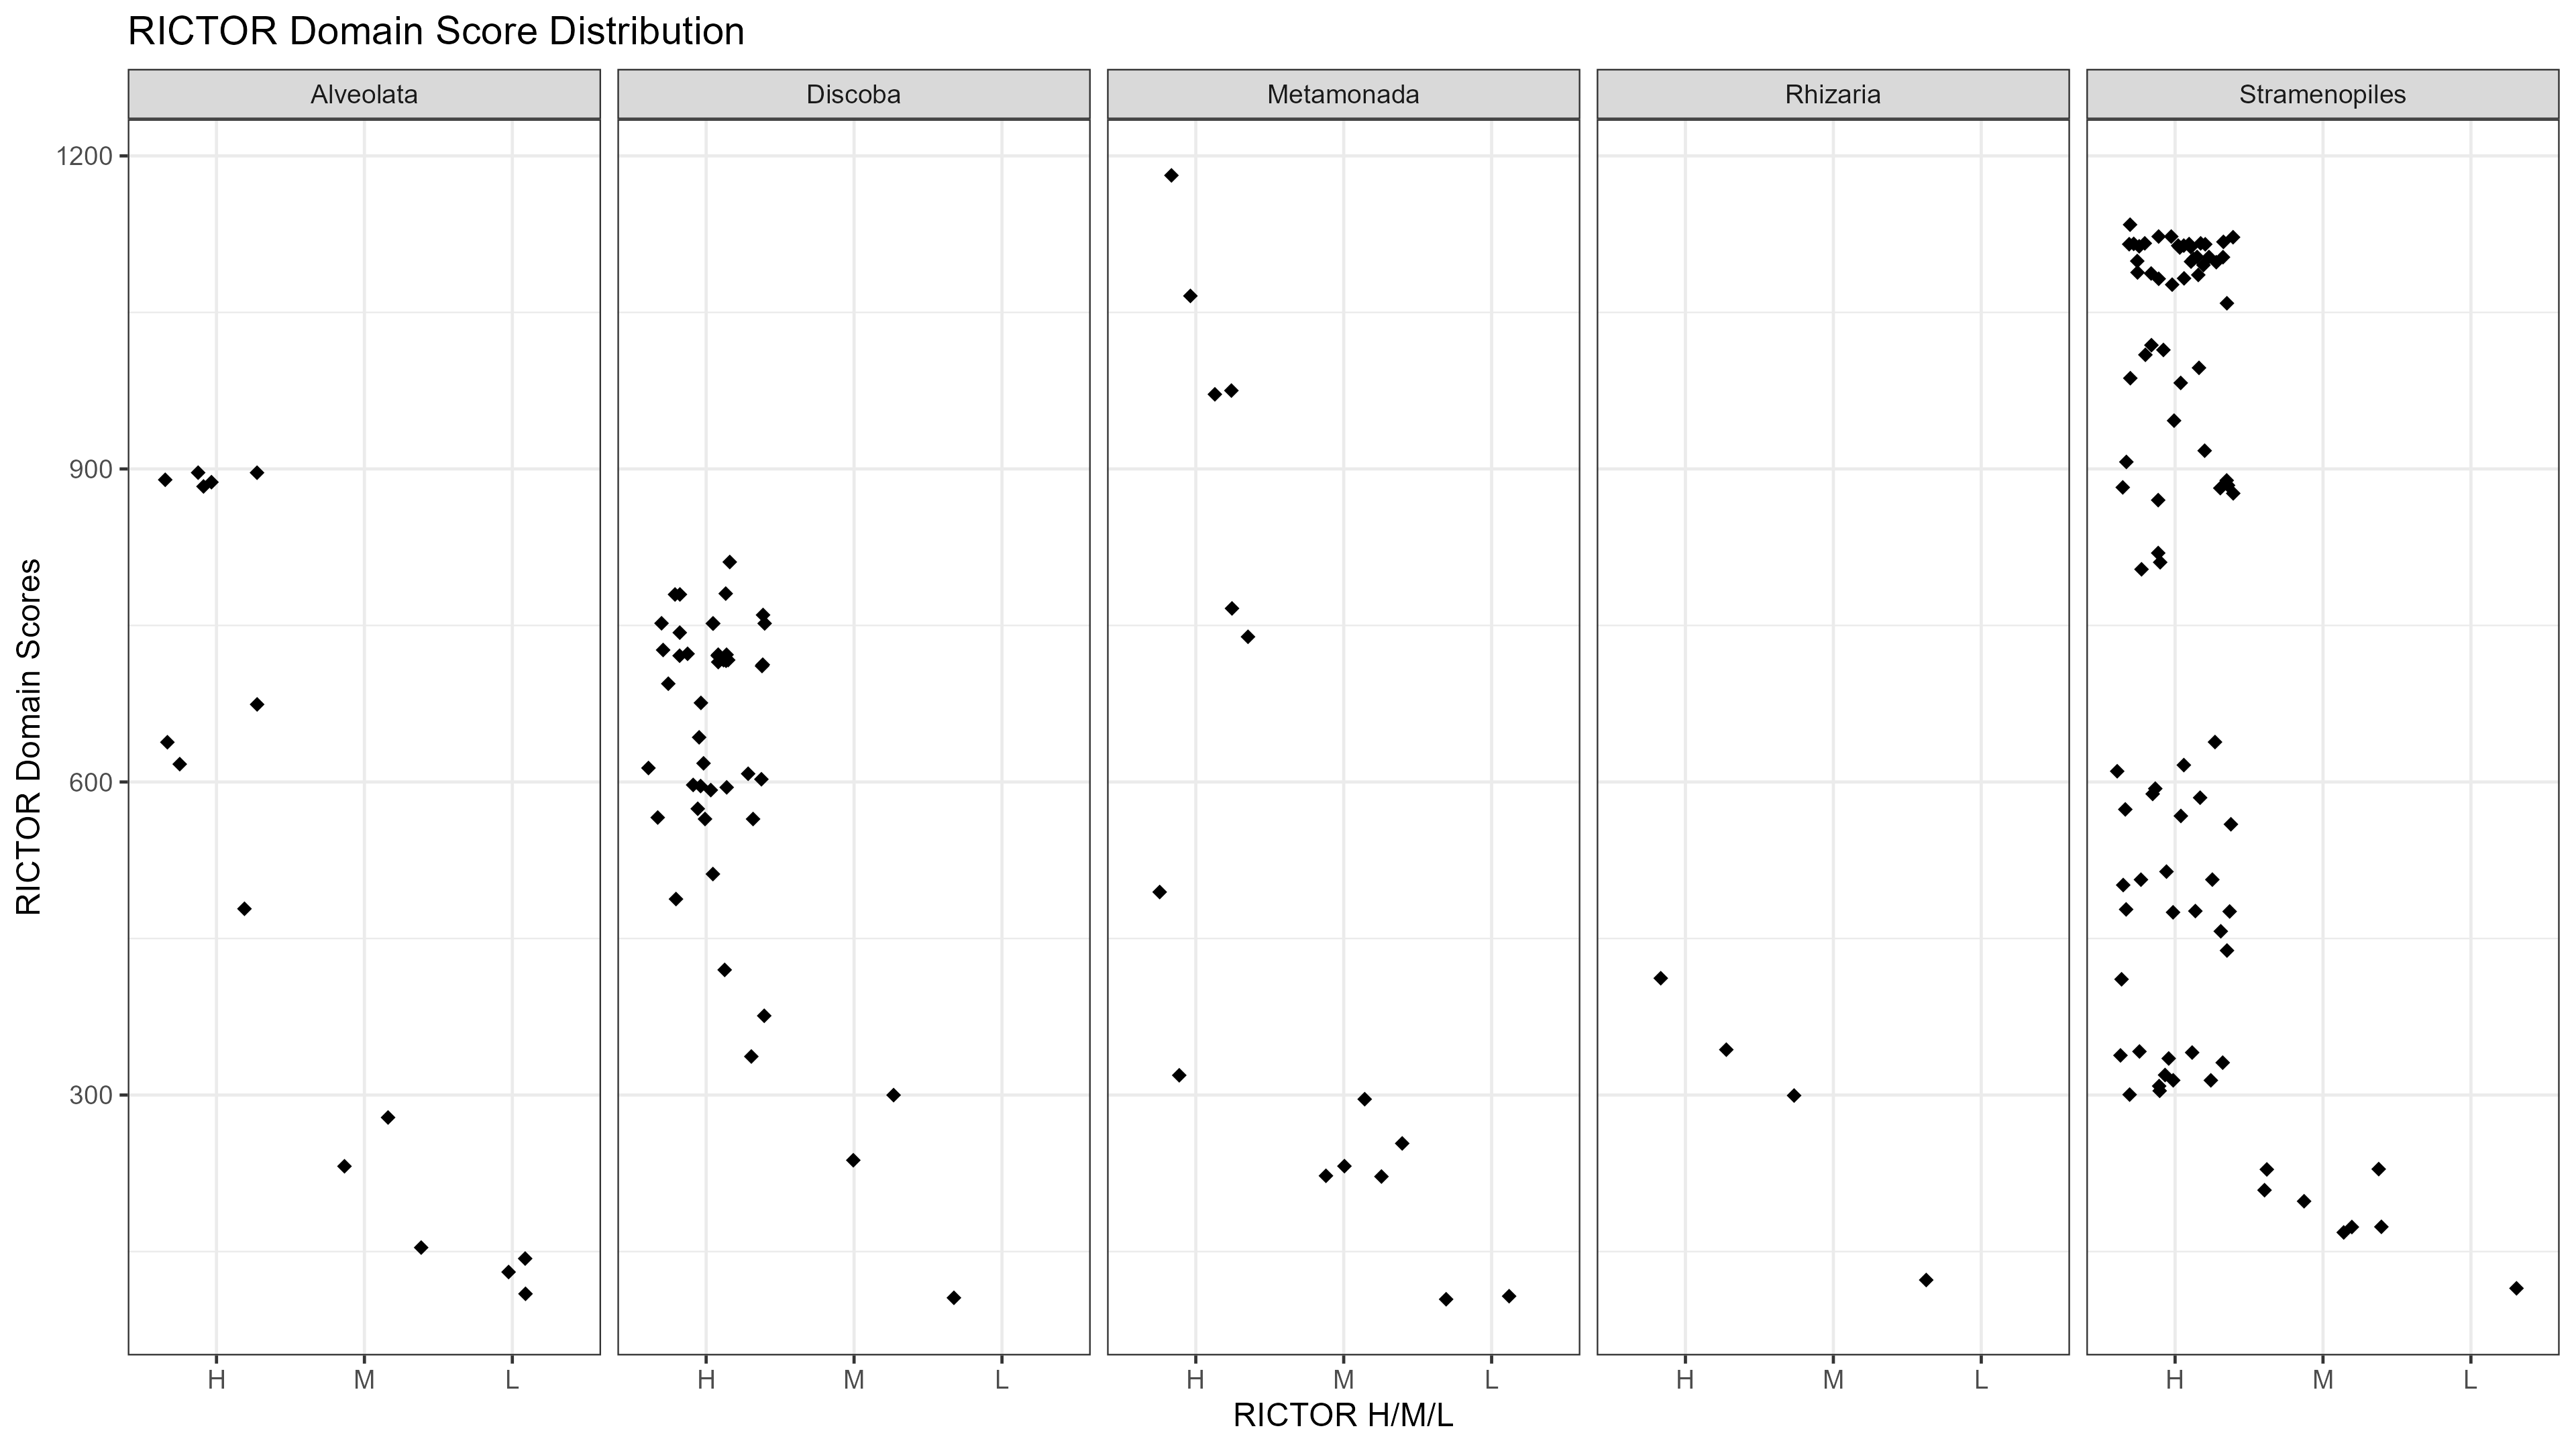 RICTOR Domain Score Distribution
Alveolata Discoba Metamonada Rhizaria Stramenopiles
1200
900
600
300
RICTOR Domain Scores
H M L H M L H M L H M L H M L
RICTOR H/M/L